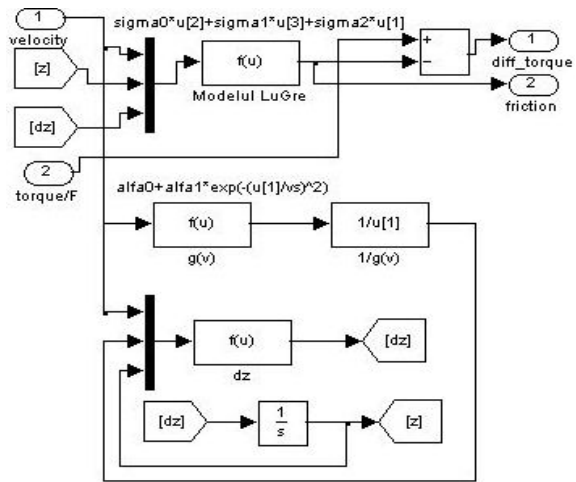 1
velocity
sigma0*u[2]+sigma1*u[3]+sigma2*u[1]
[z]
f(u)
Modelul LuGre
+
−
1
diff_torque
2
friction
[dz]
2
torque/F
alfa0+alfa1*exp(-(u[1]/vs)^2)
f(u)
g(v)
1/u[1]
1/g(v)
f(u)
dz
[dz]
[dz]
1
s
[z]